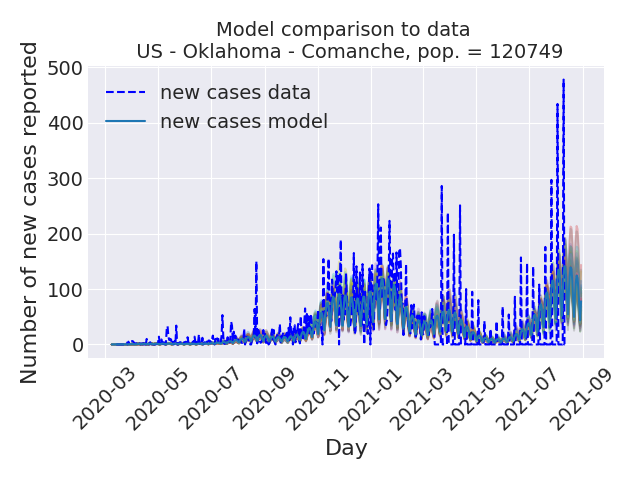 Model comparison to data
US - Oklahoma - Comanche, pop. = 120749
Number of new cases reported
500
400
300
200
100
0
new cases data
new cases model
2020-03
2020-05
2020-07
2020-09
2020-11
2021-01
2021-03
2021-05
2021-07
2021-09
Day